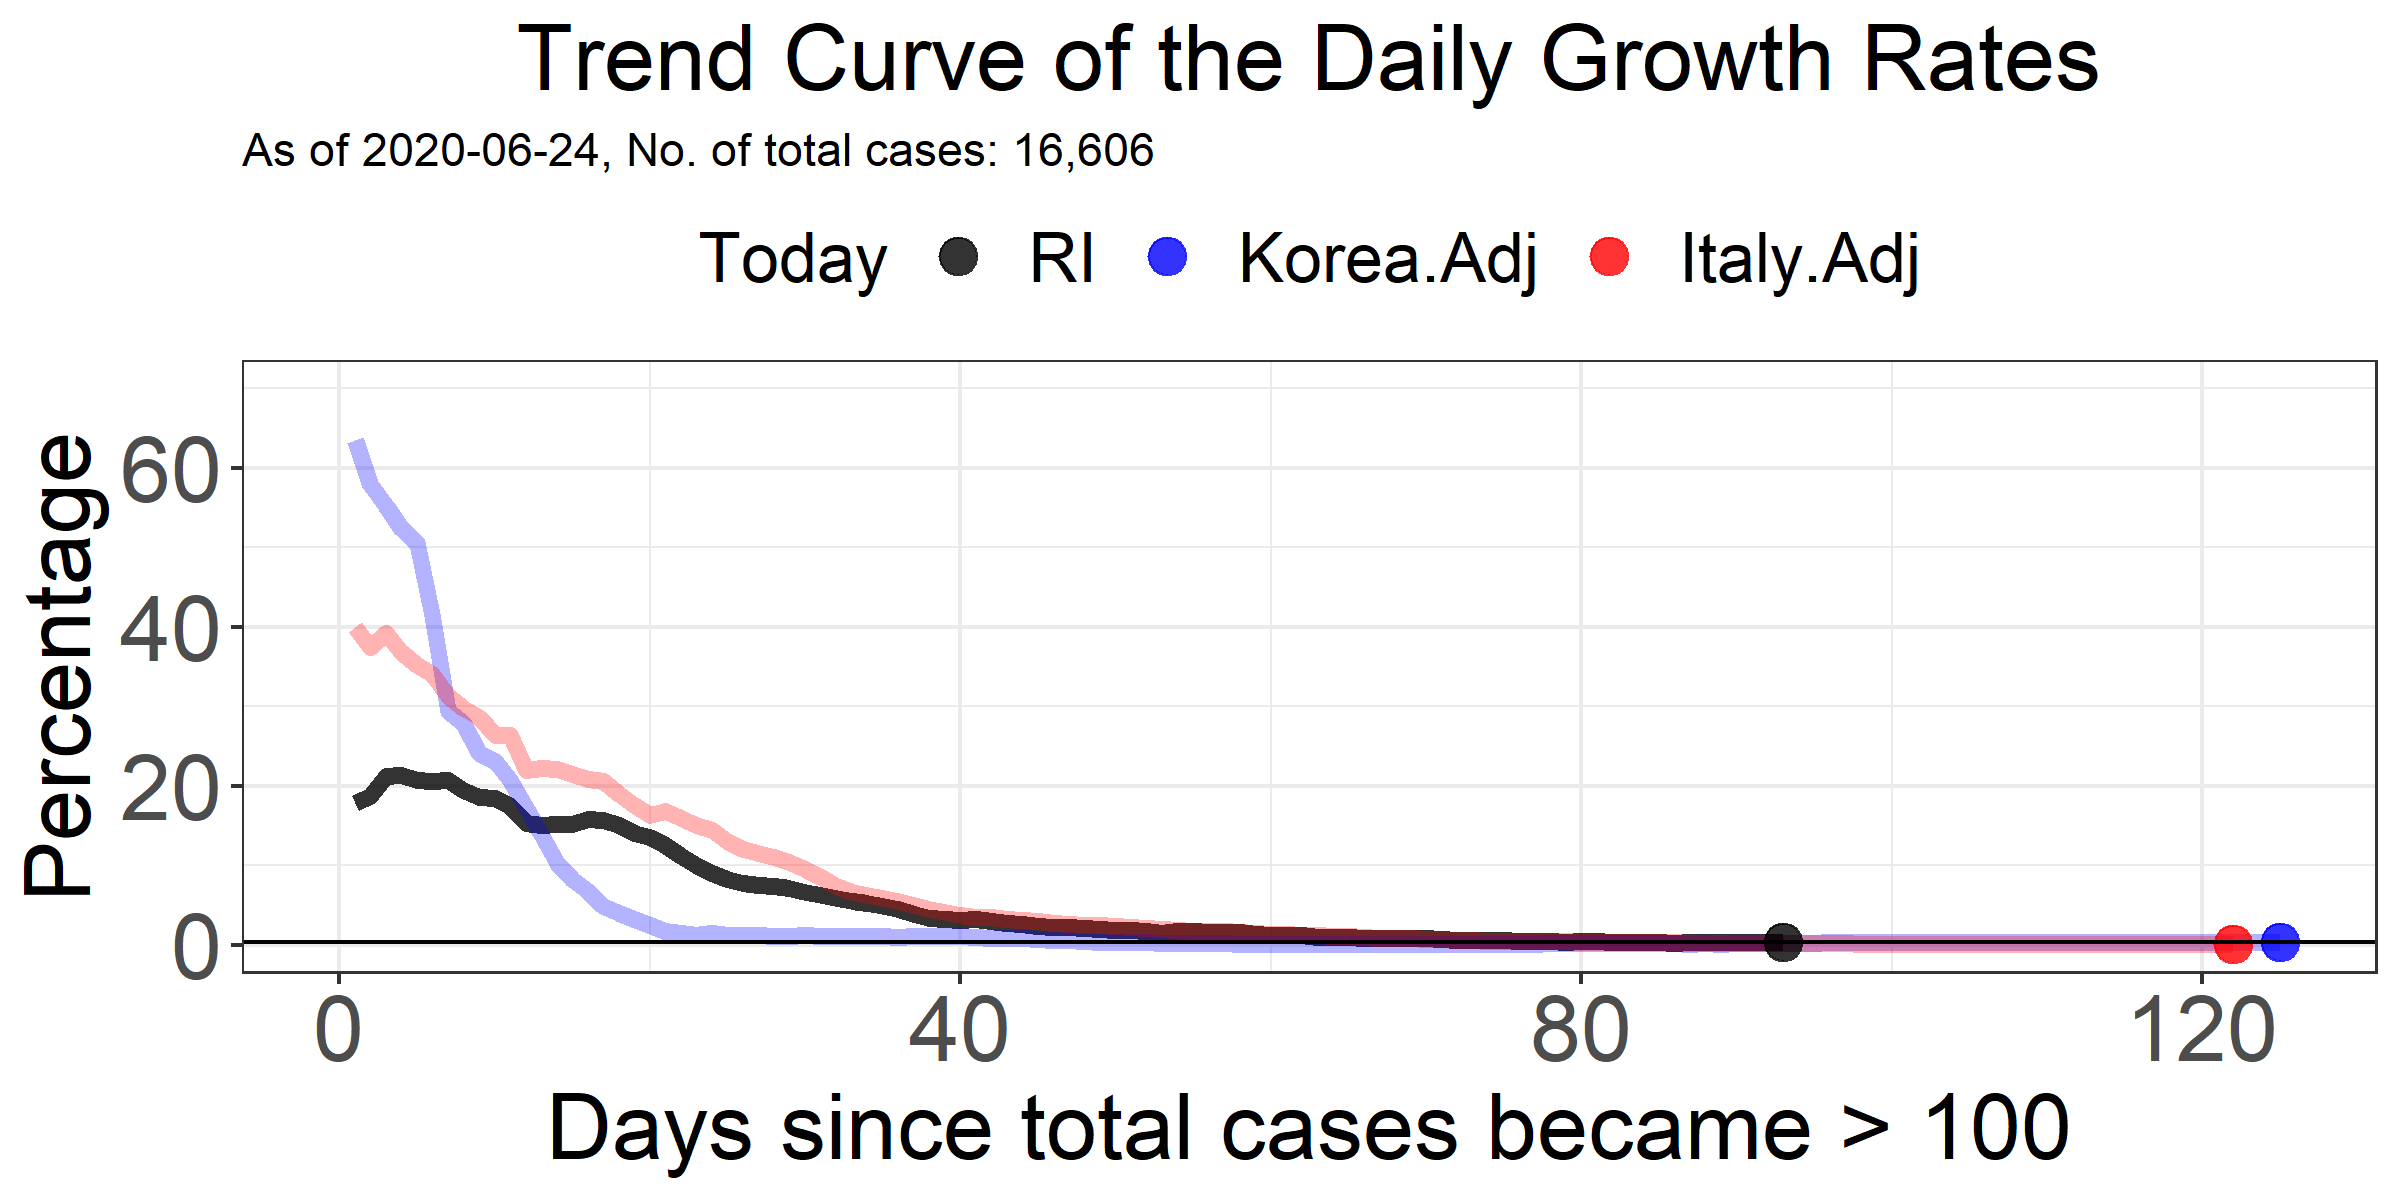 Trend Curve of the Daily Growth Rates
As of 2020-06-24, No. of total cases: 16,606
Today RI Korea.Adj Italy.Adj
Percentage
60
40
20
0
0 40 80 120
Days since total cases became > 100